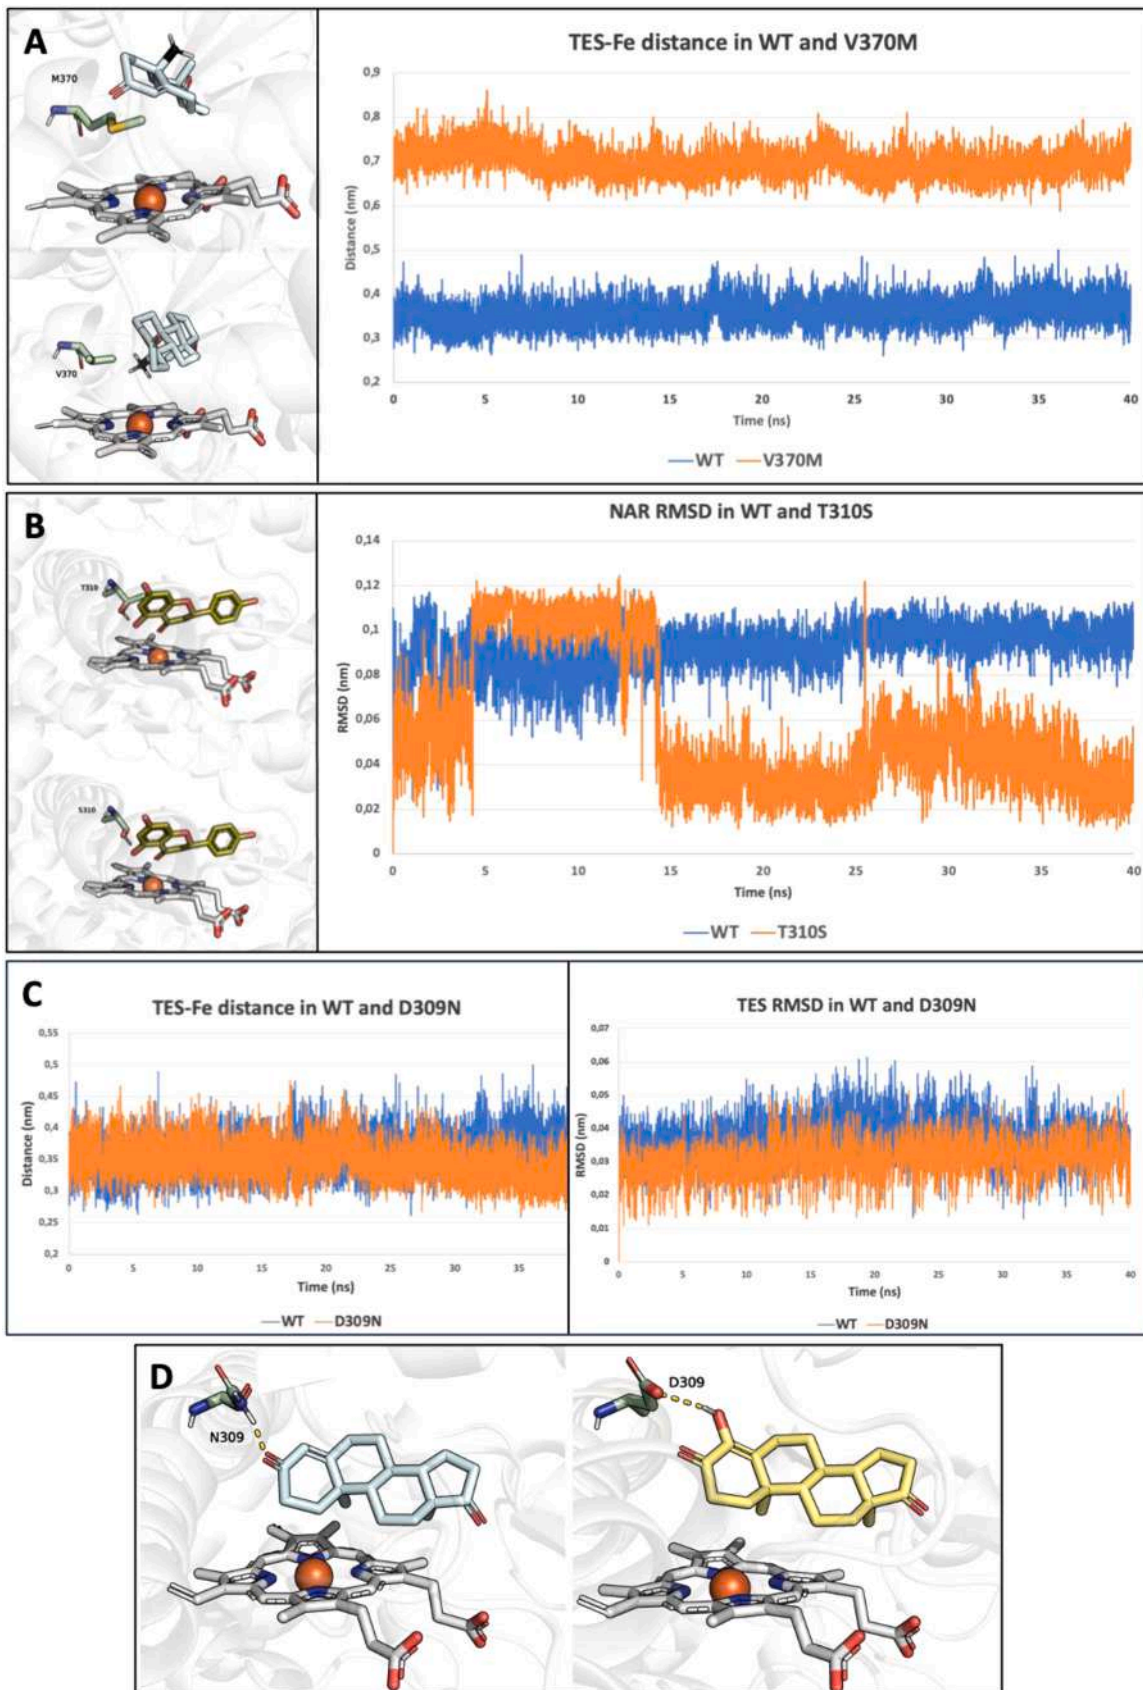 A
M370
V370
TES-Fe distance in WT and V370M
0,9
0,8
0,7
0,6
0,5
0,4
0,3
0,2
Distance (nm)
0 5 10 15 20 25 30 35 40
Time (ns)
WT V370M
B
T310
S310
NAR RMSD in WT and T310S
0,14
0,12
0,1
0,08
0,06
0,04
0,02
0
RMSD (nm)
0 5 10 15 20 25 30 35 40
Time (ns)
WT T310S
C
TES-Fe distance in WT and D309N
0,55
0,5
0,45
0,4
0,35
0,3
0,25
0,2
Distance (nm)
0 5 10 15 20 25 30 35
Time (ns)
WT D309N
TES RMSD in WT and D309N
0,07
0,06
0,05
0,04
0,03
0,02
0,01
0
RMSD (nm)
0 5 10 15 20 25 30 35 40
Time (ns)
WT D309N
D
N309
D309